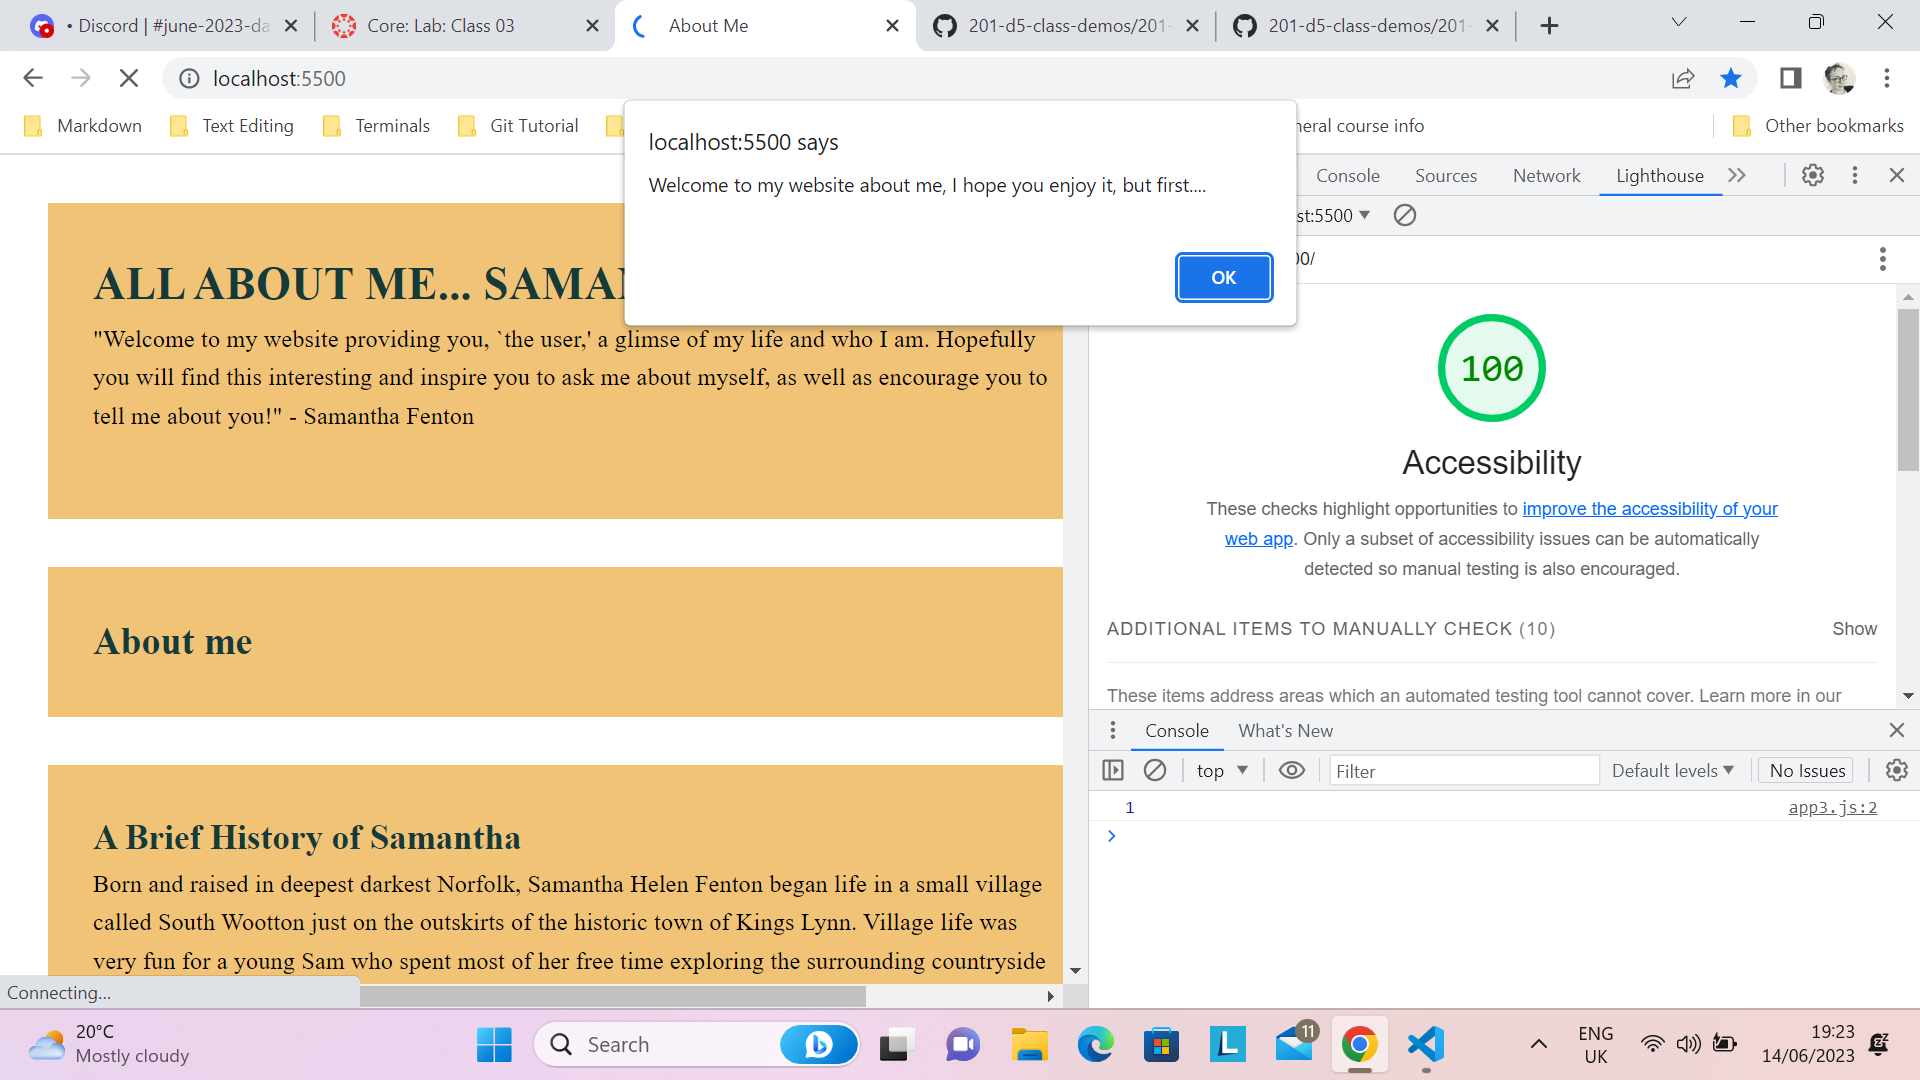 • Discord | #june-2023-da
Core: Lab: Class 03
About Me
201-d5-class-demos/201-
201-d5-class-demos/201-
localhost:5500
Markdown
Text Editing
Terminals
Git Tutorial
neral course info
Other bookmarks
localhost:5500 says
Welcome to my website about me, I hope you enjoy it, but first....
OK
ALL ABOUT ME... SAMAN
"Welcome to my website providing you, `the user,' a glimse of my life and who I am. Hopefully
you will find this interesting and inspire you to ask me about myself, as well as encourage you to
tell me about you!" - Samantha Fenton
About me
A Brief History of Samantha
Born and raised in deepest darkest Norfolk, Samantha Helen Fenton began life in a small village
called South Wootton just on the outskirts of the historic town of Kings Lynn. Village life was
very fun for a young Sam who spent most of her free time exploring the surrounding countryside
Connecting...
Console
Sources
Network
Lighthouse
st:5500
00/
100
Accessibility
These checks highlight opportunities to improve the accessibility of your
web app. Only a subset of accessibility issues can be automatically
detected so manual testing is also encouraged.
ADDITIONAL ITEMS TO MANUALLY CHECK (10)
Show
These items address areas which an automated testing tool cannot cover. Learn more in our
Console
What's New
top
Filter
Default levels
No Issues
1
app3.js:2
20°C
Mostly cloudy
Search
L
11
ENG
UK
19:23
14/06/2023